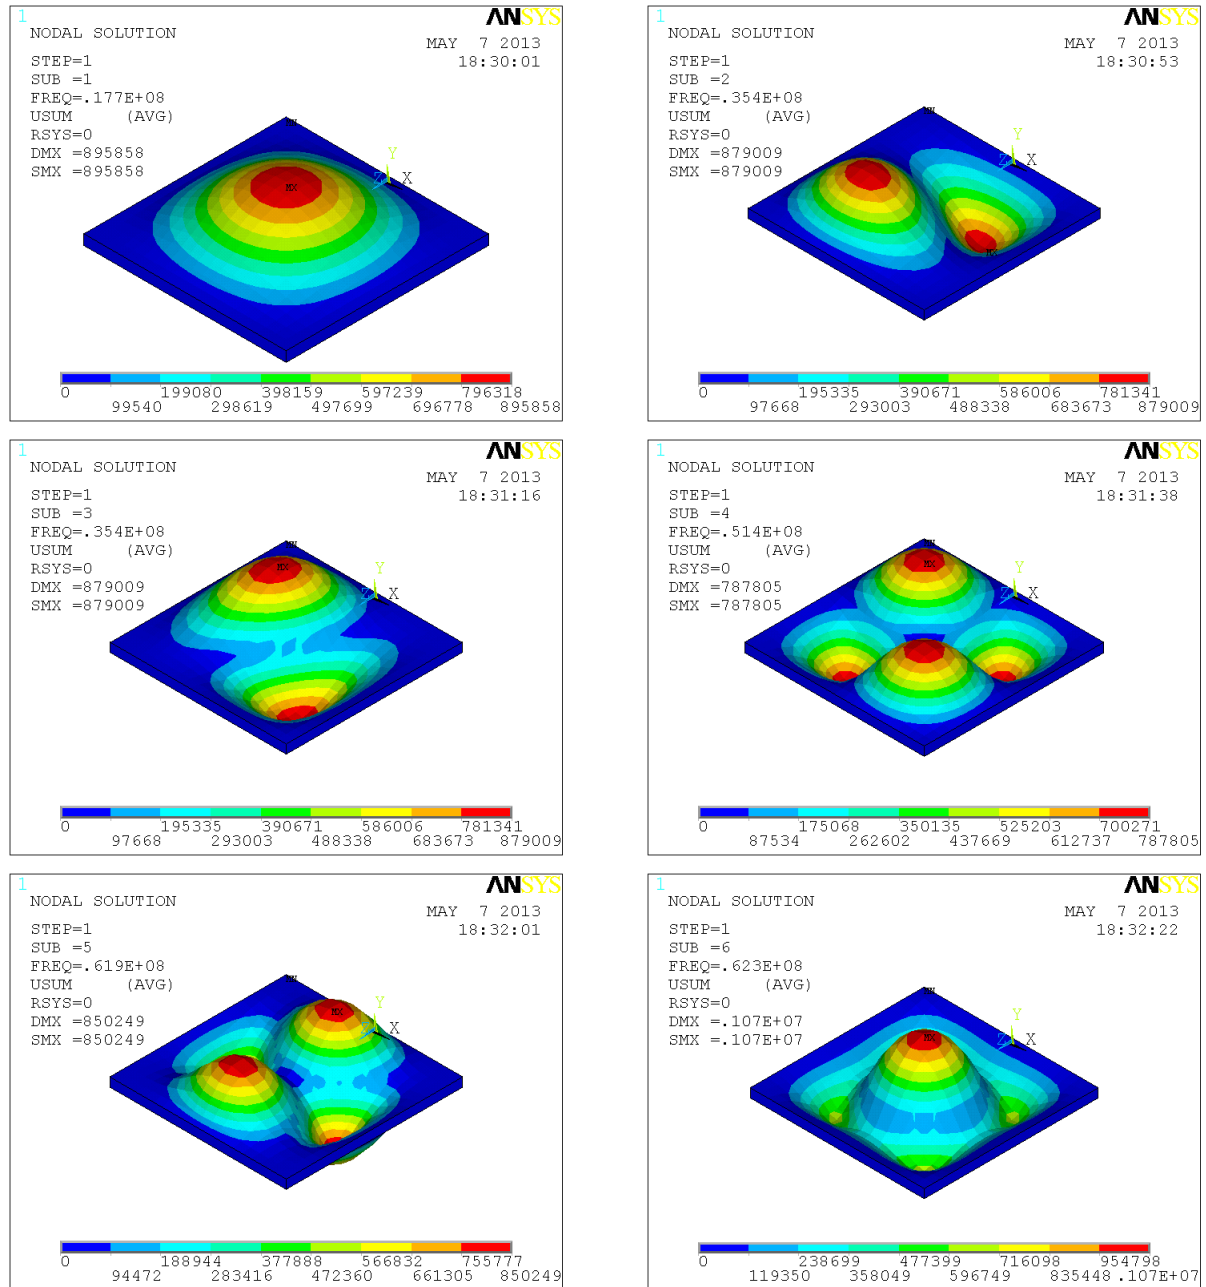 1
ANSYS
NODAL SOLUTION
MAY 7 2013
18:30:01
STEP=1
SUB =1
FREQ=.177E+08
USUM (AVG)
RSYS=0
DMX =895858
SMX =895858
MN
MX
Y
Z X
0 199080 398159 597239 796318
99540 298619 497699 696778 895858
1
ANSYS
NODAL SOLUTION
MAY 7 2013
18:30:53
STEP=1
SUB =2
FREQ=.354E+08
USUM (AVG)
RSYS=0
DMX =879009
SMX =879009
MN
Y
Z X
MX
0 195335 390671 586006 781341
97668 293003 488338 683673 879009
1
ANSYS
NODAL SOLUTION
MAY 7 2013
18:31:16
STEP=1
SUB =3
FREQ=.354E+08
USUM (AVG)
RSYS=0
DMX =879009
SMX =879009
MN
MX
Y
Z X
0 195335 390671 586006 781341
97668 293003 488338 683673 879009
1
ANSYS
NODAL SOLUTION
MAY 7 2013
18:31:38
STEP=1
SUB =4
FREQ=.514E+08
USUM (AVG)
RSYS=0
DMX =787805
SMX =787805
MN
MX
Y
Z X
0 175068 350135 525203 700271
87534 262602 437669 612737 787805
1
ANSYS
NODAL SOLUTION
MAY 7 2013
18:32:01
STEP=1
SUB =5
FREQ=.619E+08
USUM (AVG)
RSYS=0
DMX =850249
SMX =850249
MN
MX
Y
Z X
0 188944 377888 566832 755777
94472 283416 472360 661305 850249
1
ANSYS
NODAL SOLUTION
MAY 7 2013
18:32:22
STEP=1
SUB =6
FREQ=.623E+08
USUM (AVG)
RSYS=0
DMX =.107E+07
SMX =.107E+07
MN
MX
Y
Z X
0 238699 477399 716098 954798
119350 358049 596749 835448 .107E+07